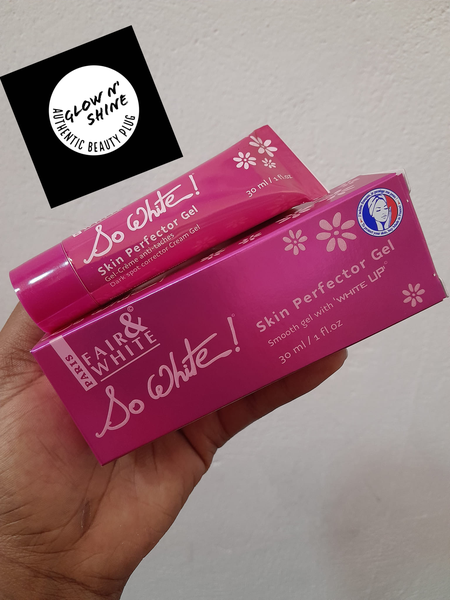 GLOW N'
SHINE
AUTHENTIC BEAUTY PLUG
So White!
Skin Perfector Gel
Gel-Crème anti-taches
Dark spot corrector Cream Gel
30 ml / 1 fl.oz
PARIS
FAIR&
WHITE
So White!
Skin Perfector Gel
Smooth gel with 'WHITE UP'
30 ml / 1 fl.oz